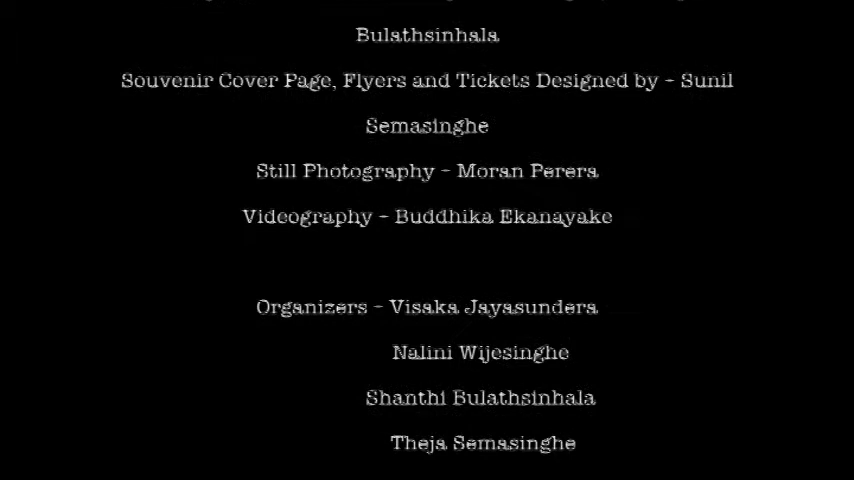 Bulathsinhala
Souvenir Cover Page, Flyers and Tickets Designed by - Sunil
Semasinghe
Still Photography - Moran Perera
Videography - Buddhika Ekanayake
Organizers - Visaka Jayasundera
Nalini Wijesinghe
Shanthi Bulathsinhala
Theja Semasinghe